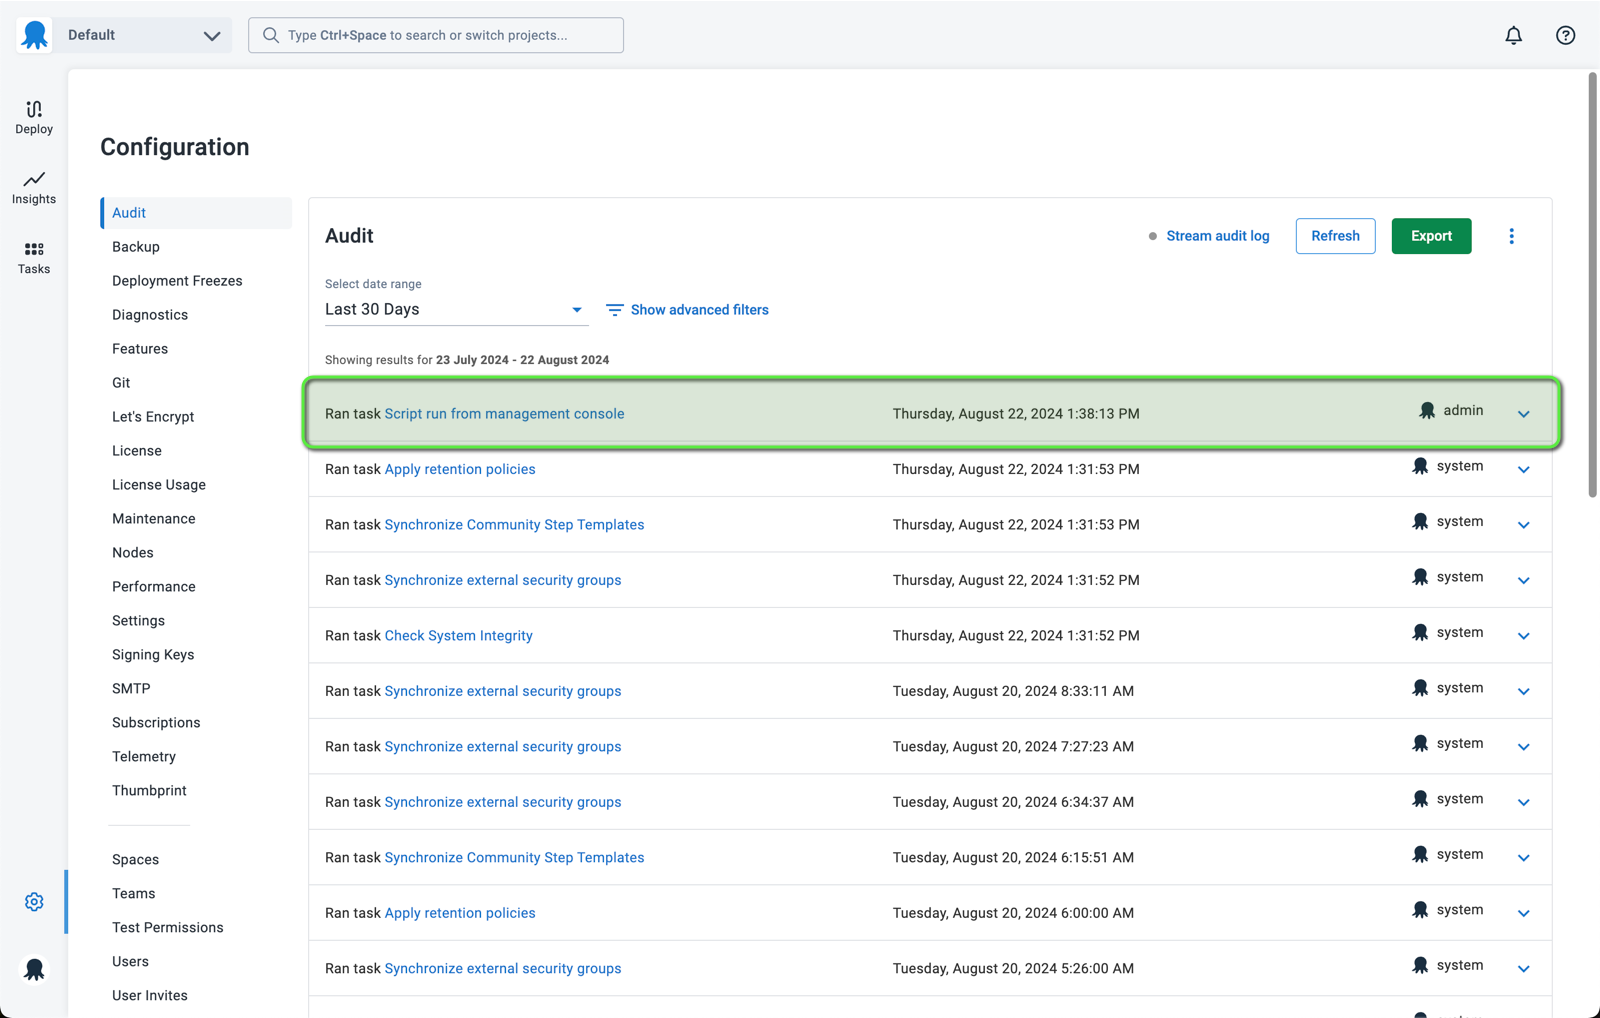 Default
Type Ctrl+Space to search or switch projects...
Deploy
Insights
Tasks
Configuration
Audit
Backup
Deployment Freezes
Diagnostics
Features
Git
Let's Encrypt
License
License Usage
Maintenance
Nodes
Performance
Settings
Signing Keys
SMTP
Subscriptions
Telemetry
Thumbprint
Spaces
Teams
Test Permissions
Users
User Invites
Audit
Stream audit log
Refresh
Export
Select date range
Last 30 Days
Show advanced filters
Showing results for 23 July 2024 - 22 August 2024
Ran task Script run from management console Thursday, August 22, 2024 1:38:13 PM admin
Ran task Apply retention policies Thursday, August 22, 2024 1:31:53 PM system
Ran task Synchronize Community Step Templates Thursday, August 22, 2024 1:31:53 PM system
Ran task Synchronize external security groups Thursday, August 22, 2024 1:31:52 PM system
Ran task Check System Integrity Thursday, August 22, 2024 1:31:52 PM system
Ran task Synchronize external security groups Tuesday, August 20, 2024 8:33:11 AM system
Ran task Synchronize external security groups Tuesday, August 20, 2024 7:27:23 AM system
Ran task Synchronize external security groups Tuesday, August 20, 2024 6:34:37 AM system
Ran task Synchronize Community Step Templates Tuesday, August 20, 2024 6:15:51 AM system
Ran task Apply retention policies Tuesday, August 20, 2024 6:00:00 AM system
Ran task Synchronize external security groups Tuesday, August 20, 2024 5:26:00 AM system